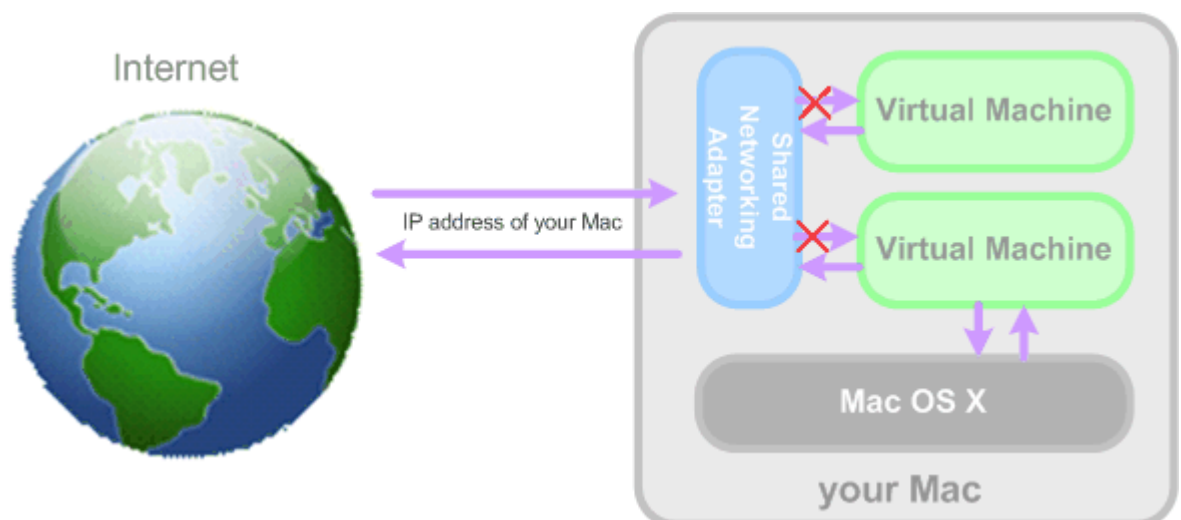 Internet
IP address of your Mac
Shared
Networking
Adapter
Virtual Machine
Virtual Machine
Mac OS X
your Mac